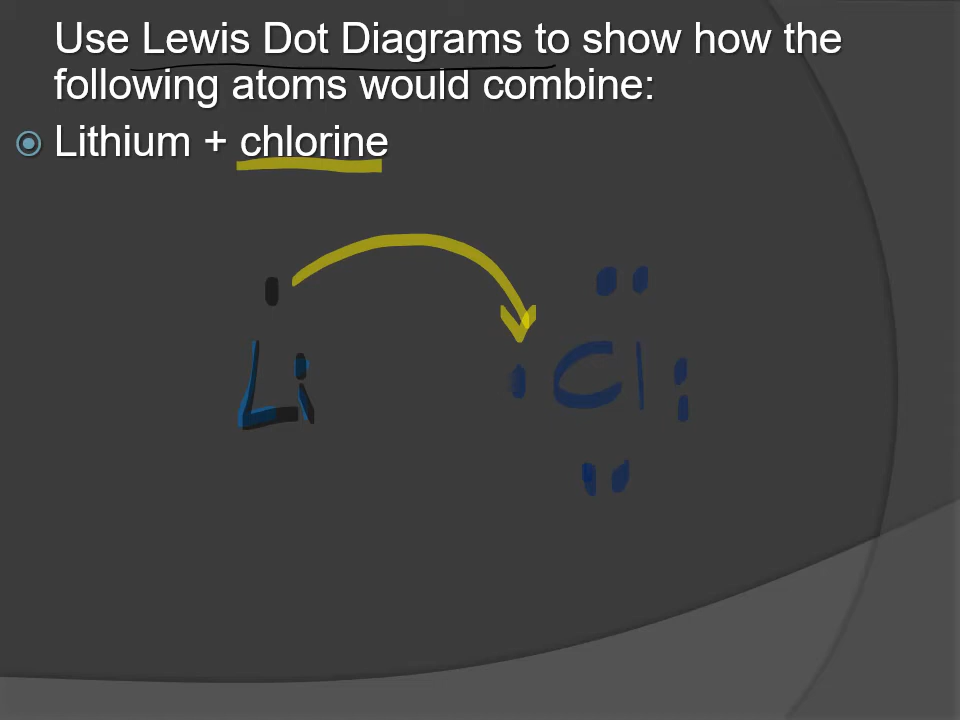 Use Lewis Dot Diagrams to show how the
following atoms would combine:
Lithium + chlorine
Li Cl